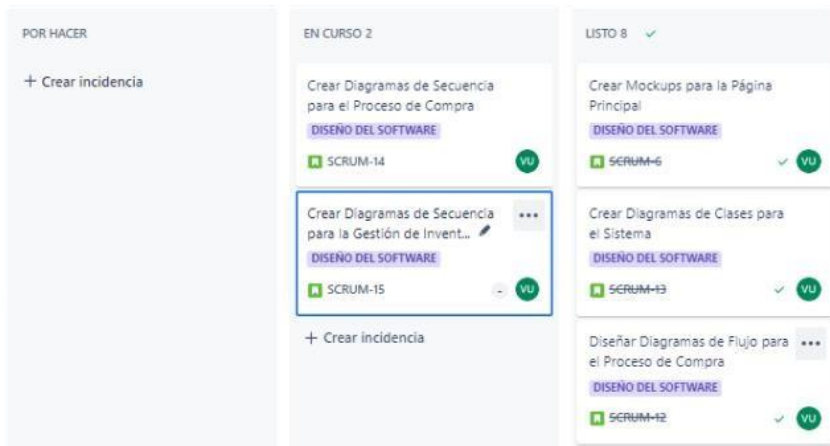 POR HACER
+ Crear incidencia
EN CURSO 2
Crear Diagramas de Secuencia
para el Proceso de Compra
DISEÑO DEL SOFTWARE
SCRUM-14
VU
Crear Diagramas de Secuencia
para la Gestión de Invent...
DISEÑO DEL SOFTWARE
SCRUM-15
-
VU
+ Crear incidencia
LISTO 8
Crear Mockups para la Página
Principal
DISEÑO DEL SOFTWARE
SCRUM-6
VU
Crear Diagramas de Clases para
el Sistema
DISEÑO DEL SOFTWARE
SCRUM-13
VU
Diseñar Diagramas de Flujo para
el Proceso de Compra
DISEÑO DEL SOFTWARE
SCRUM-12
VU